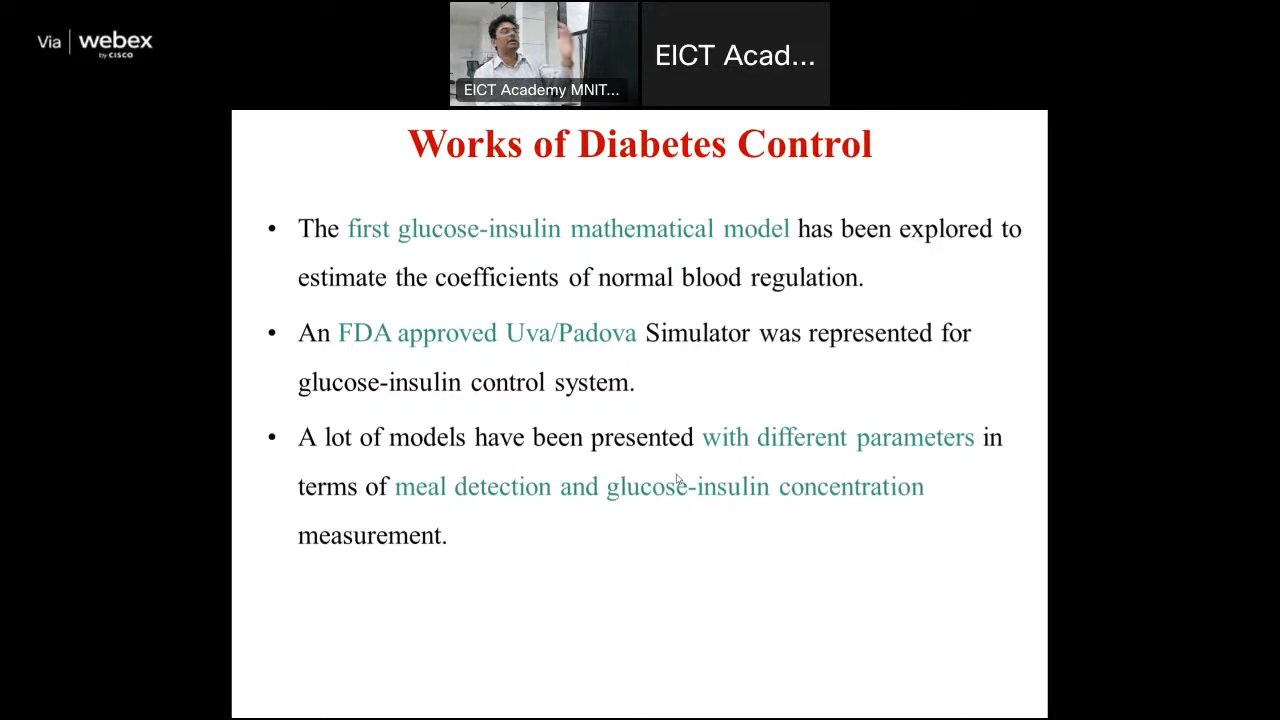 Via webex
by CISCO
EICT Academy MNIT...
EICT Acad...
Works of Diabetes Control
• The first glucose-insulin mathematical model has been explored to
estimate the coefficients of normal blood regulation.
• An FDA approved Uva/Padova Simulator was represented for
glucose-insulin control system.
• A lot of models have been presented with different parameters in
terms of meal detection and glucose-insulin concentration
measurement.